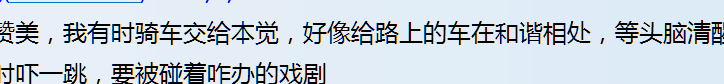 赞美，我有时骑车交给本觉，好像给路上的车在和谐相处，等头脑清醒
时吓一跳，要被碰着咋办的戏剧